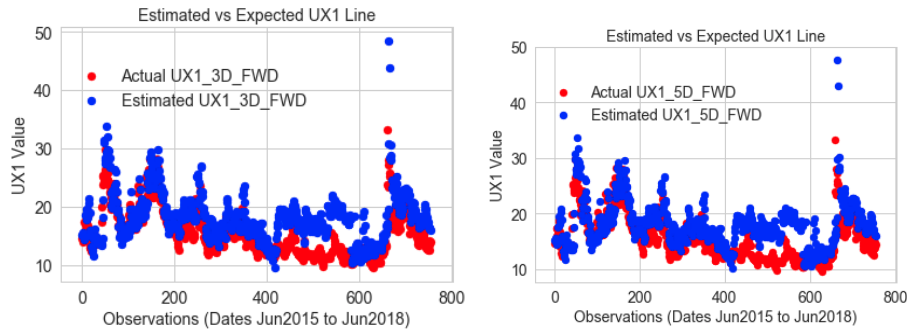 Estimated vs Expected UX1 Line
50
40
30
20
10
UX1 Value
Actual UX1_3D_FWD
Estimated UX1_3D_FWD
0
200
400
600
800
Observations (Dates Jun2015 to Jun2018)
Estimated vs Expected UX1 Line
50
40
30
20
10
UX1 Value
Actual UX1_5D_FWD
Estimated UX1_5D_FWD
0
200
400
600
800
Observations (Dates Jun2015 to Jun2018)